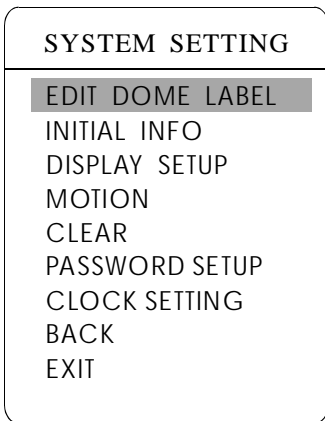 SYSTEM SETTING
EDIT DOME LABEL
INITIAL INFO
DISPLAY SETUP
MOTION
CLEAR
PASSWORD SETUP
CLOCK SETTING
BACK
EXIT